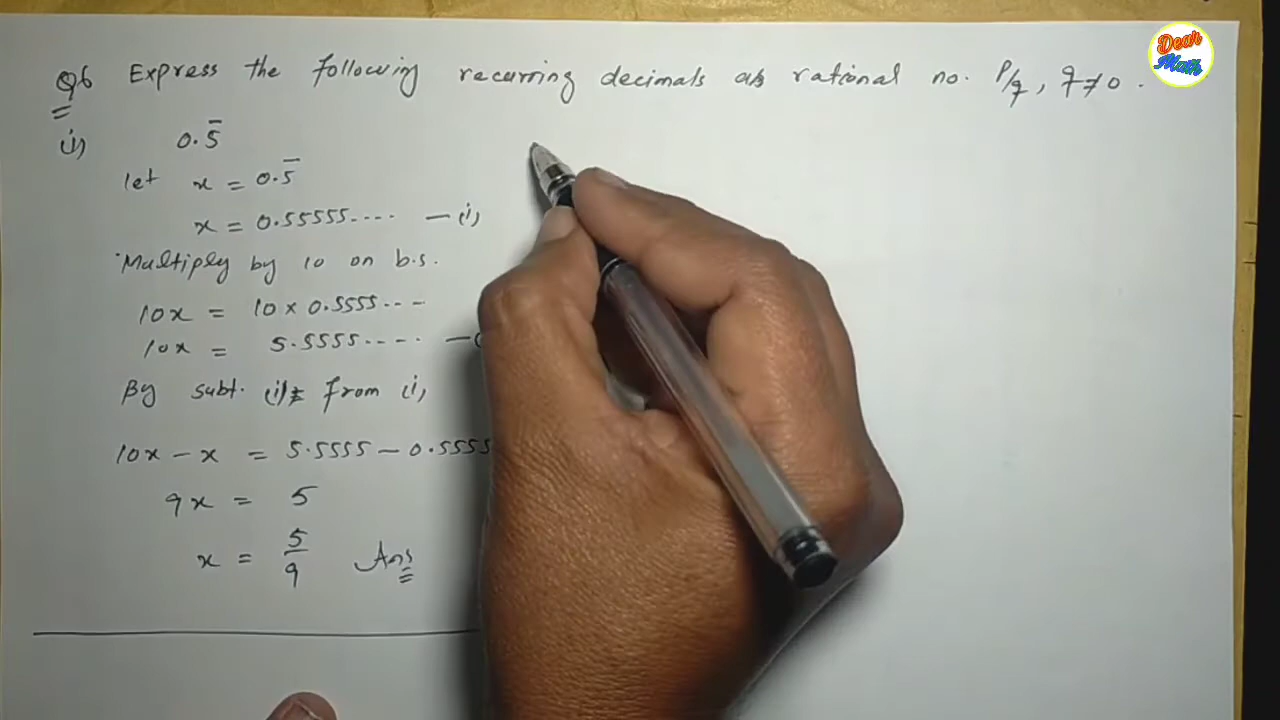 Q6 Express the following recurring decimals as rational no. p/q, q≠0.
(i) 0.5̅
let x = 0.5̅
x = 0.55555.... —(i)
Multiply by 10 on b.s.
10x = 10 x 0.5555---
10x = 5.5555.... —(
By subt. (i) from (i)
10x - x = 5.5555 - 0.5555
9x = 5
x = 5/9 Ans
Dear
Math